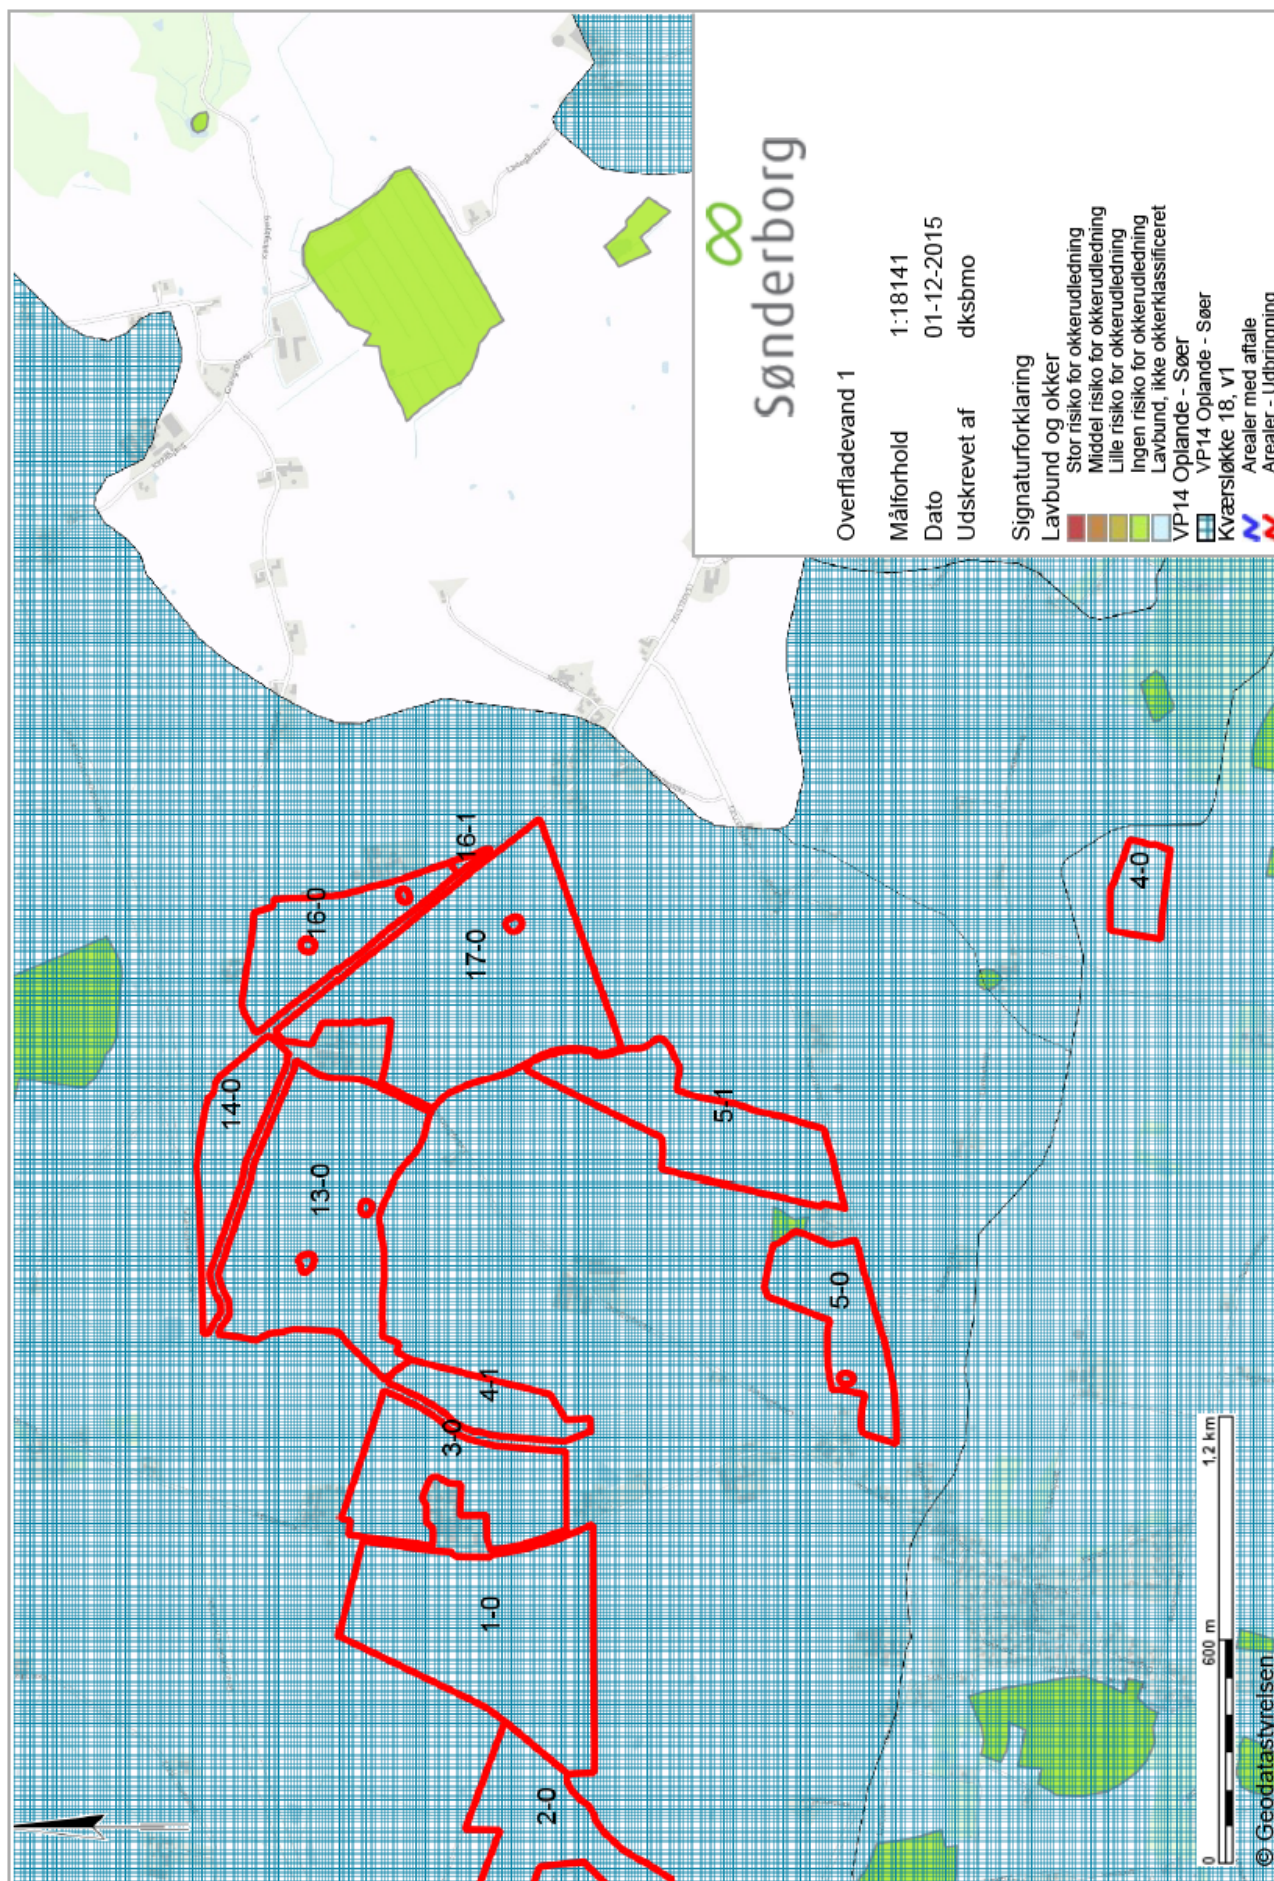 Sønderborg
Overfladevand 1
Målforhold 1:18141
Dato 01-12-2015
Udskrevet af dksbmo
Signaturforklaring
Lavbund og okker
Stor risiko for okkerudledning
Middel risiko for okkerudledning
Lille risiko for okkerudledning
Ingen risiko for okkerudledning
Lavbund, ikke okkerklassificeret
VP14 Oplande - Søer
VP14 Oplande - Søer
Kværsløkke 18, v1
Arealer med aftale
Arealer - Udbringning
14-0
16-0
13-0
16-1
17-0
4-1
3-0
1-0
2-0
5-1
5-0
4-0
0 600 m 1,2 km
© Geodatastyrelsen